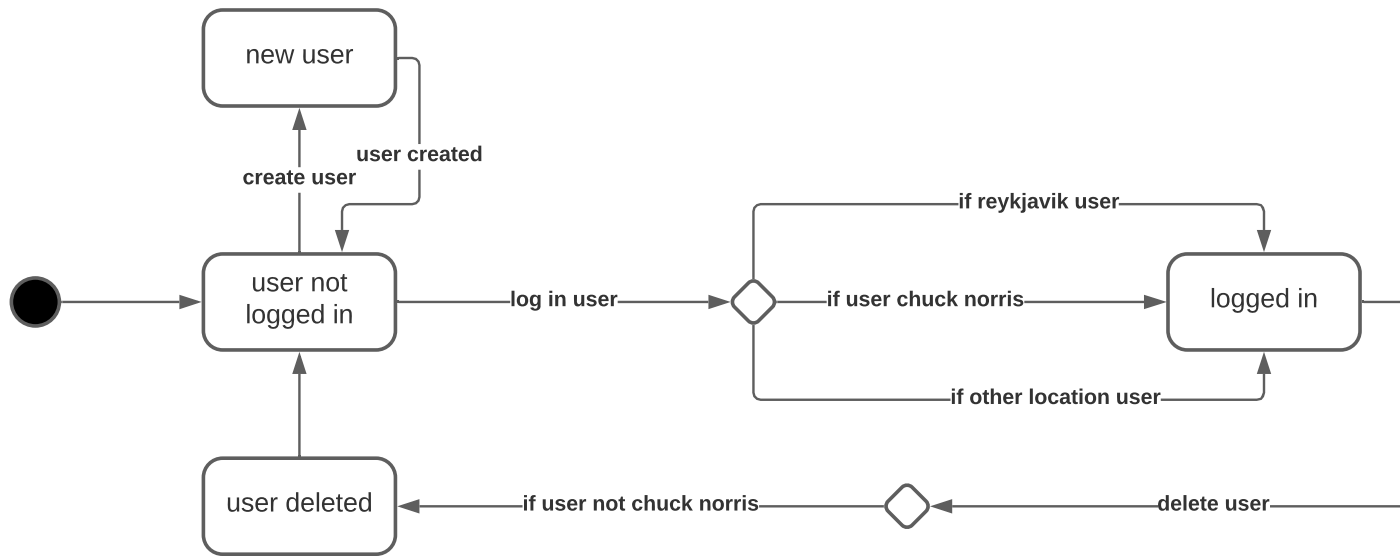 new user
user created
create user
if reykjavik user
user not
logged in
log in user
if user chuck norris
logged in
if other location user
user deleted
if user not chuck norris
delete user